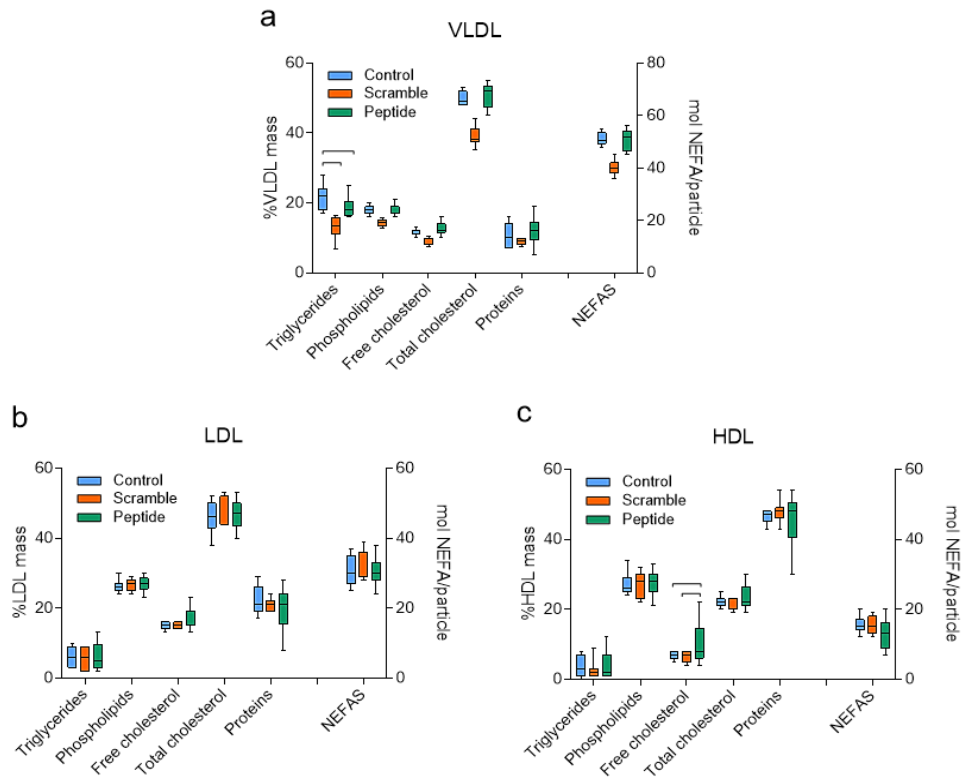 a
VLDL
60
40
20
0
%VLDL mass
Control
Scramble
Peptide
80
60
40
20
0
mol NEFA/particle
Triglycerides
Phospholipids
Free cholesterol
Total cholesterol
Proteins
NEFAS
b
LDL
60
40
20
0
%LDL mass
Control
Scramble
Peptide
60
40
20
0
mol NEFA/particle
Triglycerides
Phospholipids
Free cholesterol
Total cholesterol
Proteins
NEFAS
c
HDL
60
40
20
0
%HDL mass
Control
Scramble
Peptide
60
40
20
0
mol NEFA/particle
Triglycerides
Phospholipids
Free cholesterol
Total cholesterol
Proteins
NEFAS